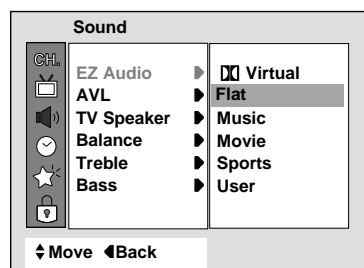 Sound
CH.
EZ Audio
Virtual
AVL
Flat
TV Speaker
Music
Balance
Movie
Treble
Sports
Bass
User
Move Back